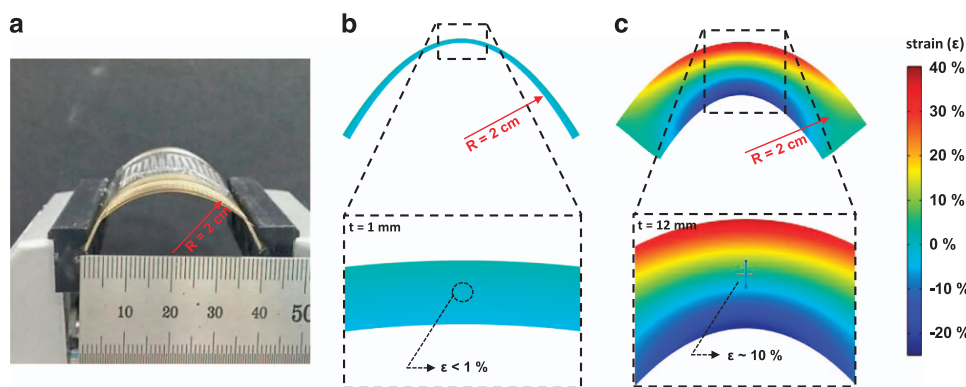 a
R = 2 cm
10 20 30 40 50
b
R = 2 cm
t = 1 mm
ε < 1 %
c
R = 2 cm
t = 12 mm
ε ~ 10 %
strain (ε)
40 %
30 %
20 %
10 %
0 %
-10 %
-20 %